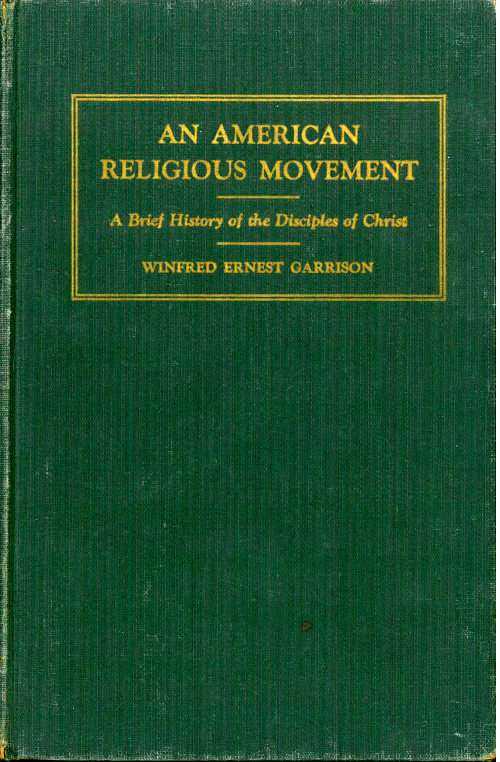 AN AMERICAN
RELIGIOUS MOVEMENT
A Brief History of the Disciples of Christ
WINFRED ERNEST GARRISON